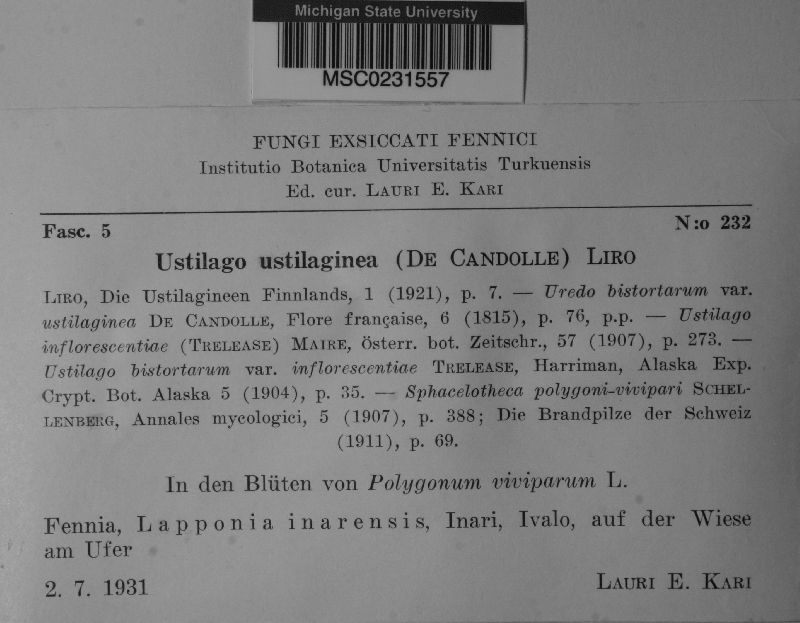 Michigan State University
MSC0231557
FUNGI EXSICCATI FENNICI
Institutio Botanica Universitatis Turkuensis
Ed. cur. LAURI E. KARI
Fasc. 5 N:o 232
Ustilago ustilaginea (DE CANDOLLE) LIRO
LIRO, Die Ustilagineen Finnlands, 1 (1921), p. 7. — Uredo bistortarum var.
ustilaginea DE CANDOLLE, Flore française, 6 (1815), p. 76, p.p. — Ustilago
inflorescentiae (TRELEASE) MAIRE, österr. bot. Zeitschr., 57 (1907), p. 273. —
Ustilago bistortarum var. inflorescentiae TRELEASE, Harriman, Alaska Exp.
Crypt. Bot. Alaska 5 (1904), p. 35. — Sphacelotheca polygoni-vivipari SCHEL-
LENBERG, Annales mycologici, 5 (1907), p. 388; Die Brandpilze der Schweiz
(1911), p. 69.
In den Blüten von Polygonum viviparum L.
Fennia, Lapponia inarensis, Inari, Ivalo, auf der Wiese
am Ufer
2. 7. 1931 LAURI E. KARI